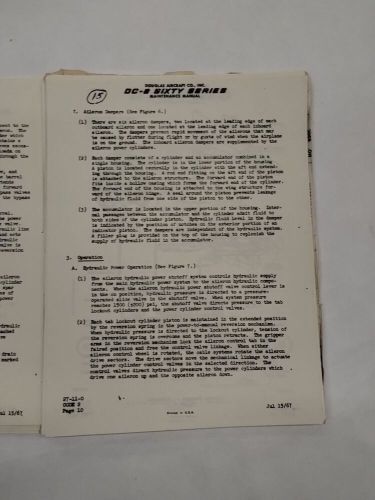 DOUGLAS AIRCRAFT CO., INC.
15
DC-8 SIXTY SERIES
MAINTENANCE MANUAL
7. Aileron Dampers (See Figure 6.)
(1) There are six aileron dampers, two located at the leading edge of each
outboard aileron and one located at the leading edge of each inboard
aileron. The dampers prevent rapid movement of the ailerons that may
be caused by flutter during flight or by gusts of wind when the airplane
is on the ground. The inboard aileron dampers are supplemented by the
aileron power cylinders.
(2) Each damper consists of a cylinder and an accumulator combined in a
single housing. The cylinder is in the lower portion of the housing
A piston is located centrally in the cylinder with the aft end extend-
ing through the housing. A rod end fitting on the aft end of the piston
is attached to the aileron structure. The forward end of the piston
fits inside a hollow casing which forms the forward end of the cylinder.
The forward end of the housing is attached to the wing structure for-
ward of the aileron hinge. A seal around the piston prevents leakage
of hydraulic fluid from one side of the piston to the other.
(3) The accumulator is located in the upper portion of the housing. Inter-
nal passages between the accumulator and the cylinder admit fluid to
both sides of the cylinder piston. Hydraulic fluid level in the damper
is indicated by the position of notches on the exterior portion of an
indicator piston. The dampers are independent of the hydraulic system.
A filler plug is provided on the top of the housing to replenish the
supply of hydraulic fluid in the accumulator.
3. Operation
A. Hydraulic Power Operation (See Figure 7.)
(1) The aileron hydraulic power shutoff system controls hydraulic supply
from the main hydraulic power system to the aileron hydraulic compo-
nents. When the aileron hydraulic power shutoff valve control lever is
in the on position, hydraulic pressure is directed to a pressure
operated slide valve in the shutoff valve. When system pressure
reaches 1500 (±200) psi, the shutoff valve directs pressure to the tab
lockout cylinders and the power cylinder control valves.
(2) Each tab lockout cylinder piston is maintained in the extended position
by the reversion spring in the power-to-manual reversion mechanism.
When hydraulic pressure is directed to the lockout cylinder, tension of
the reversion spring is overcome and the piston retracts. The gripper
arms in the reversion mechanism lock the aileron control tab in the
faired position and free the control valve linkage. When either
aileron control wheel is rotated, the cable systems rotate the aileron
drive sectors. The drive sectors move the mechanical linkage to actuate
the power cylinder control valves in the selected direction. The
control valves direct hydraulic pressure to the power cylinders which
drive one aileron up and the opposite aileron down.
27-11-0
CODE 2
Page 10
Jul 15/67
Printed in U.S.A.